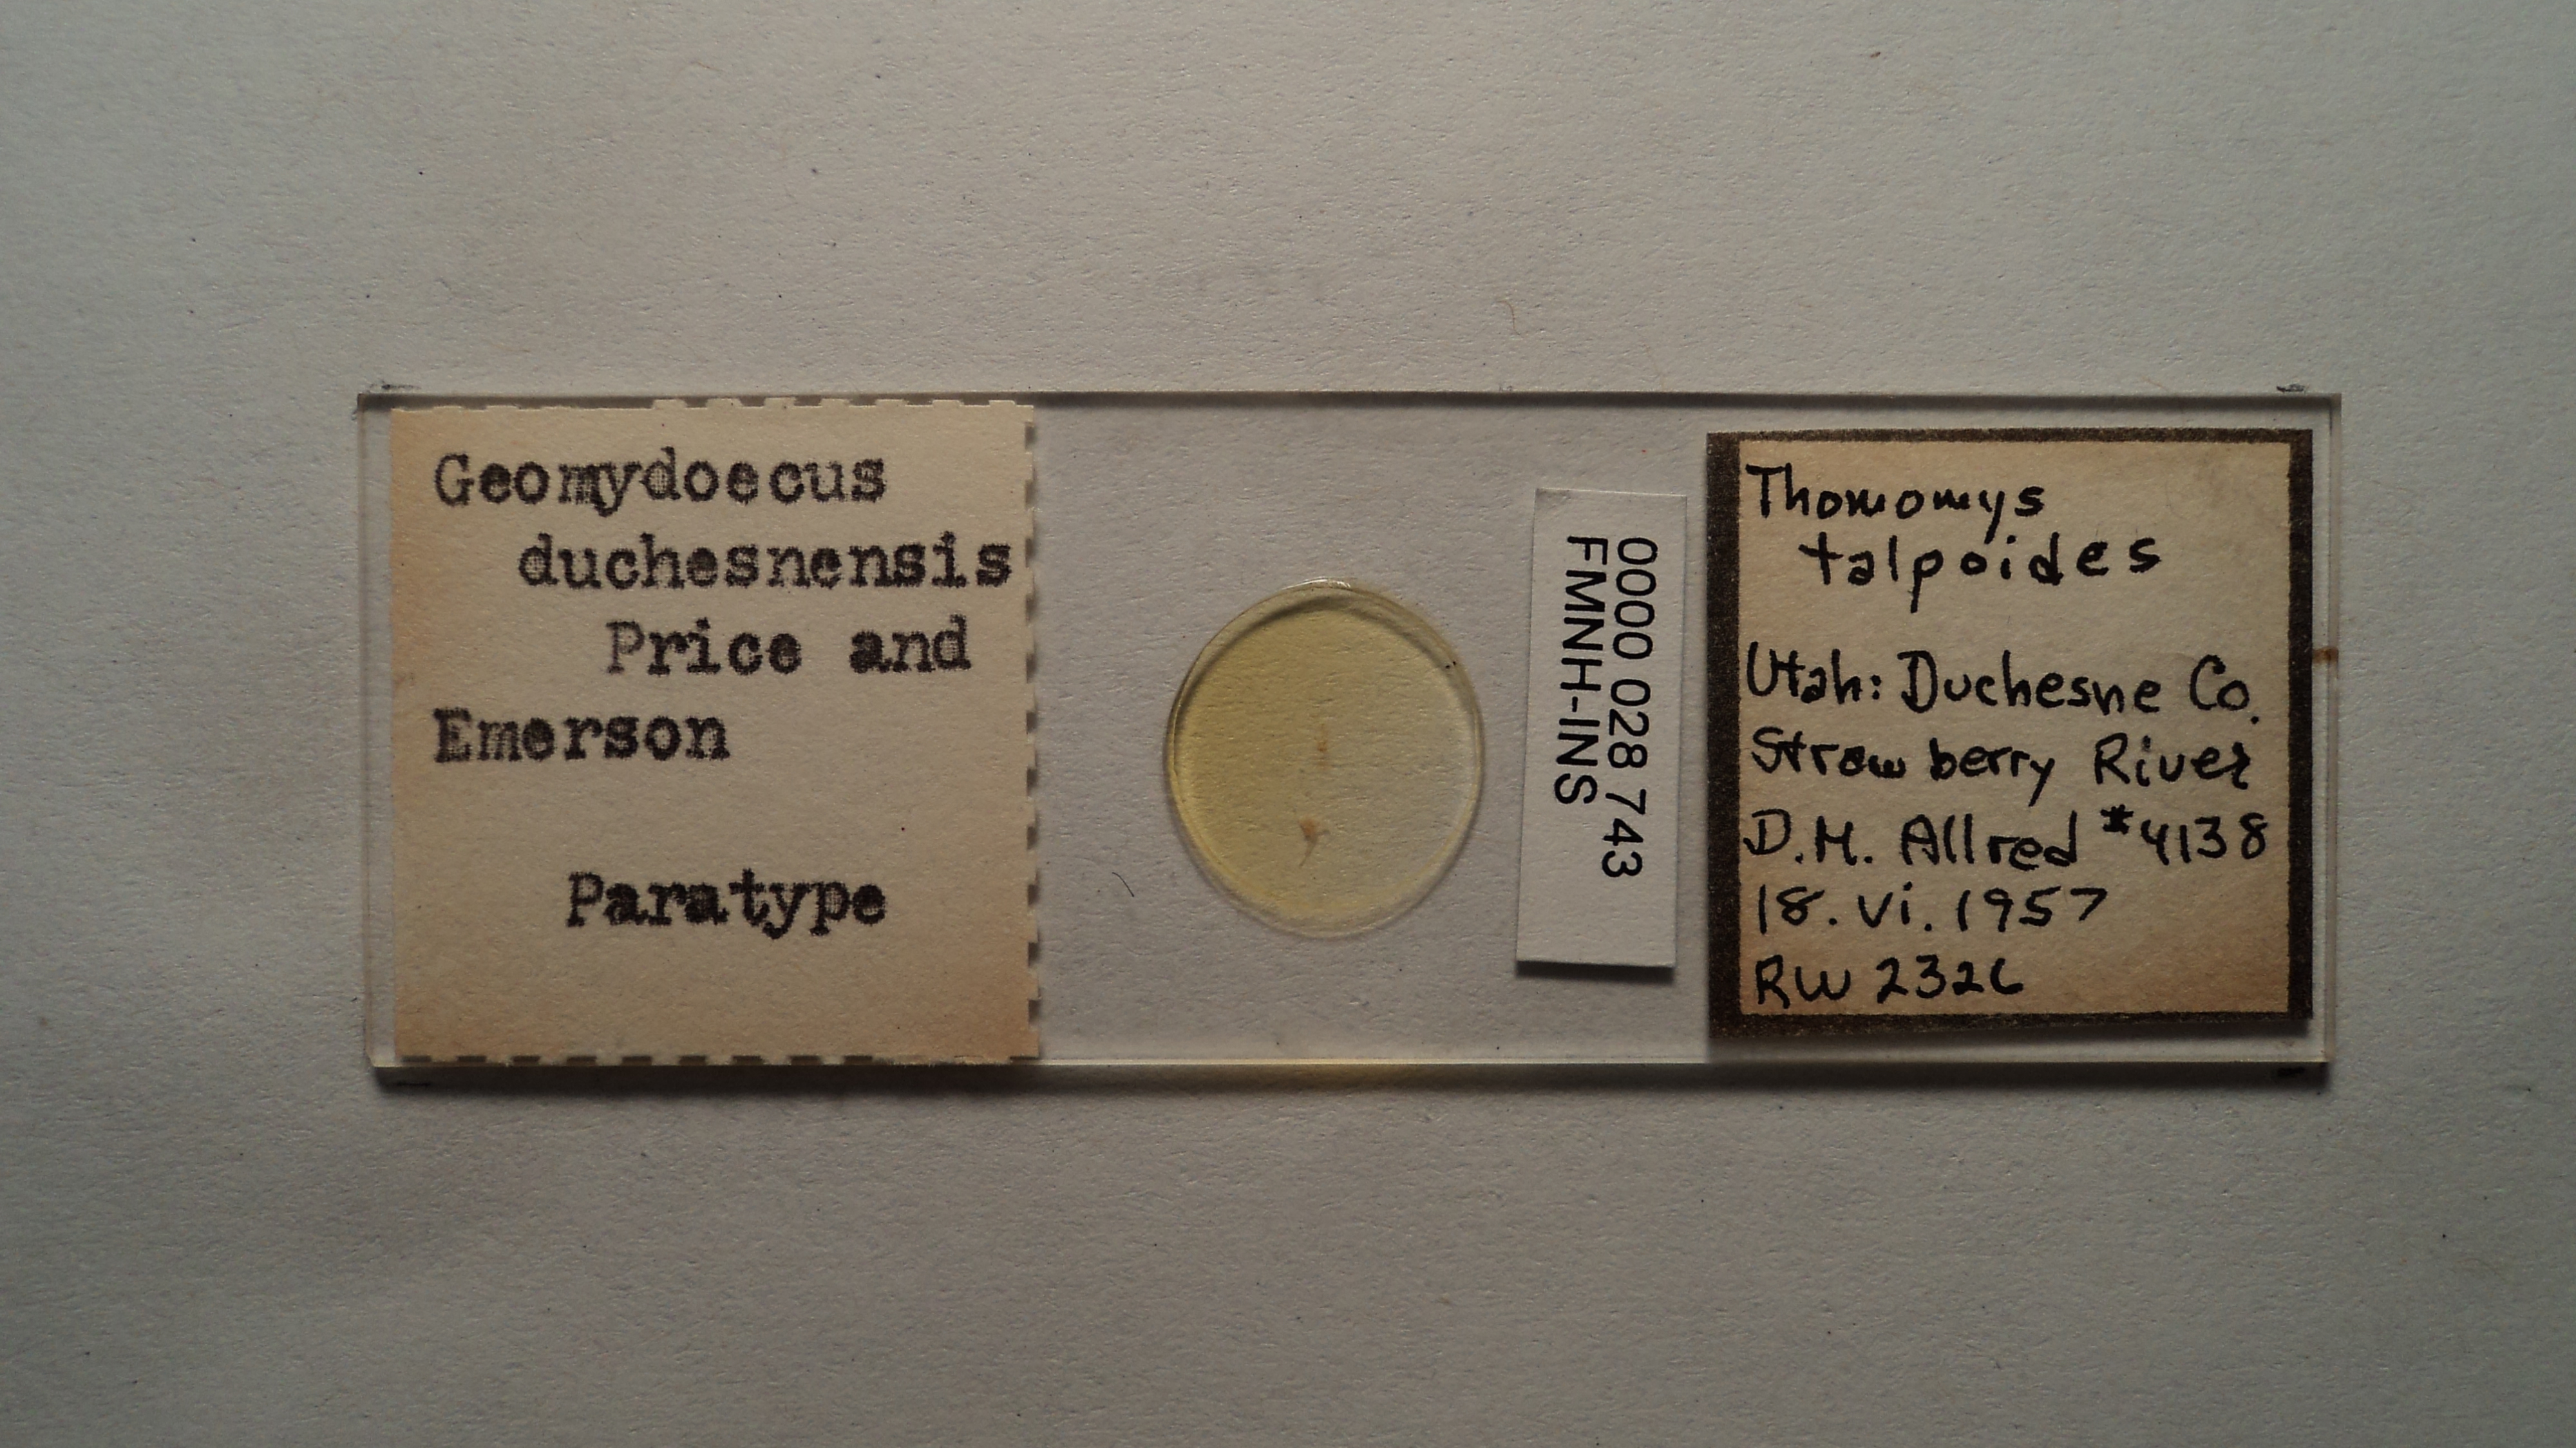 Geomydoecus
duchesnensis
Price and
Emerson
Paratype
0000 028 743
FMNH-INS
Thomomys
talpoides
Utah: Duchesne Co.
Strawberry River
D.M. Allred #4138
18.vi.1957
RW 2326